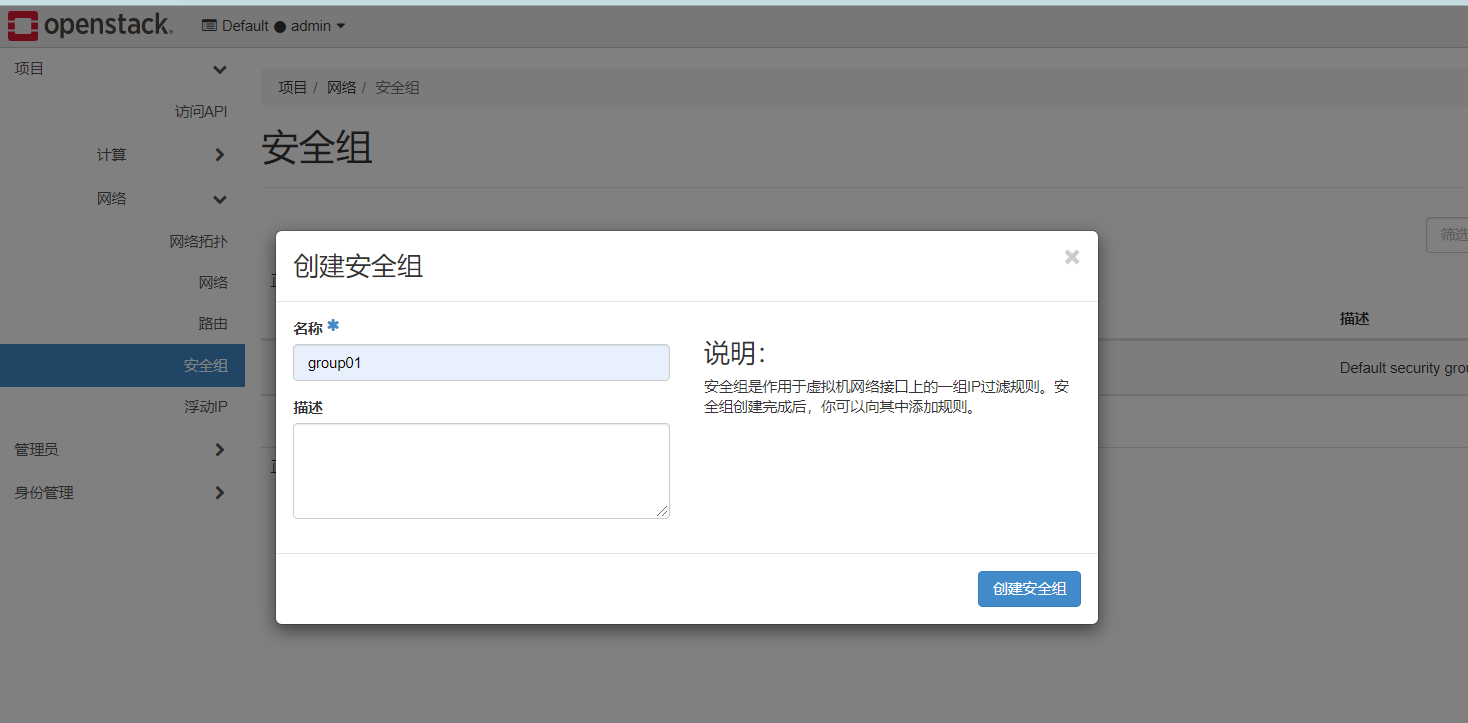 openstack.
Default ● admin
项目
访问API
计算
网络
网络拓扑
网络
路由
安全组
浮动IP
管理员
身份管理
项目 / 网络 / 安全组
安全组
筛选
描述
Default security
创建安全组
名称 *
group01
描述
说明：
安全组是作用于虚拟机网络接口上的一组IP过滤规则。安
全组创建完成后，你可以向其中添加规则。
创建安全组